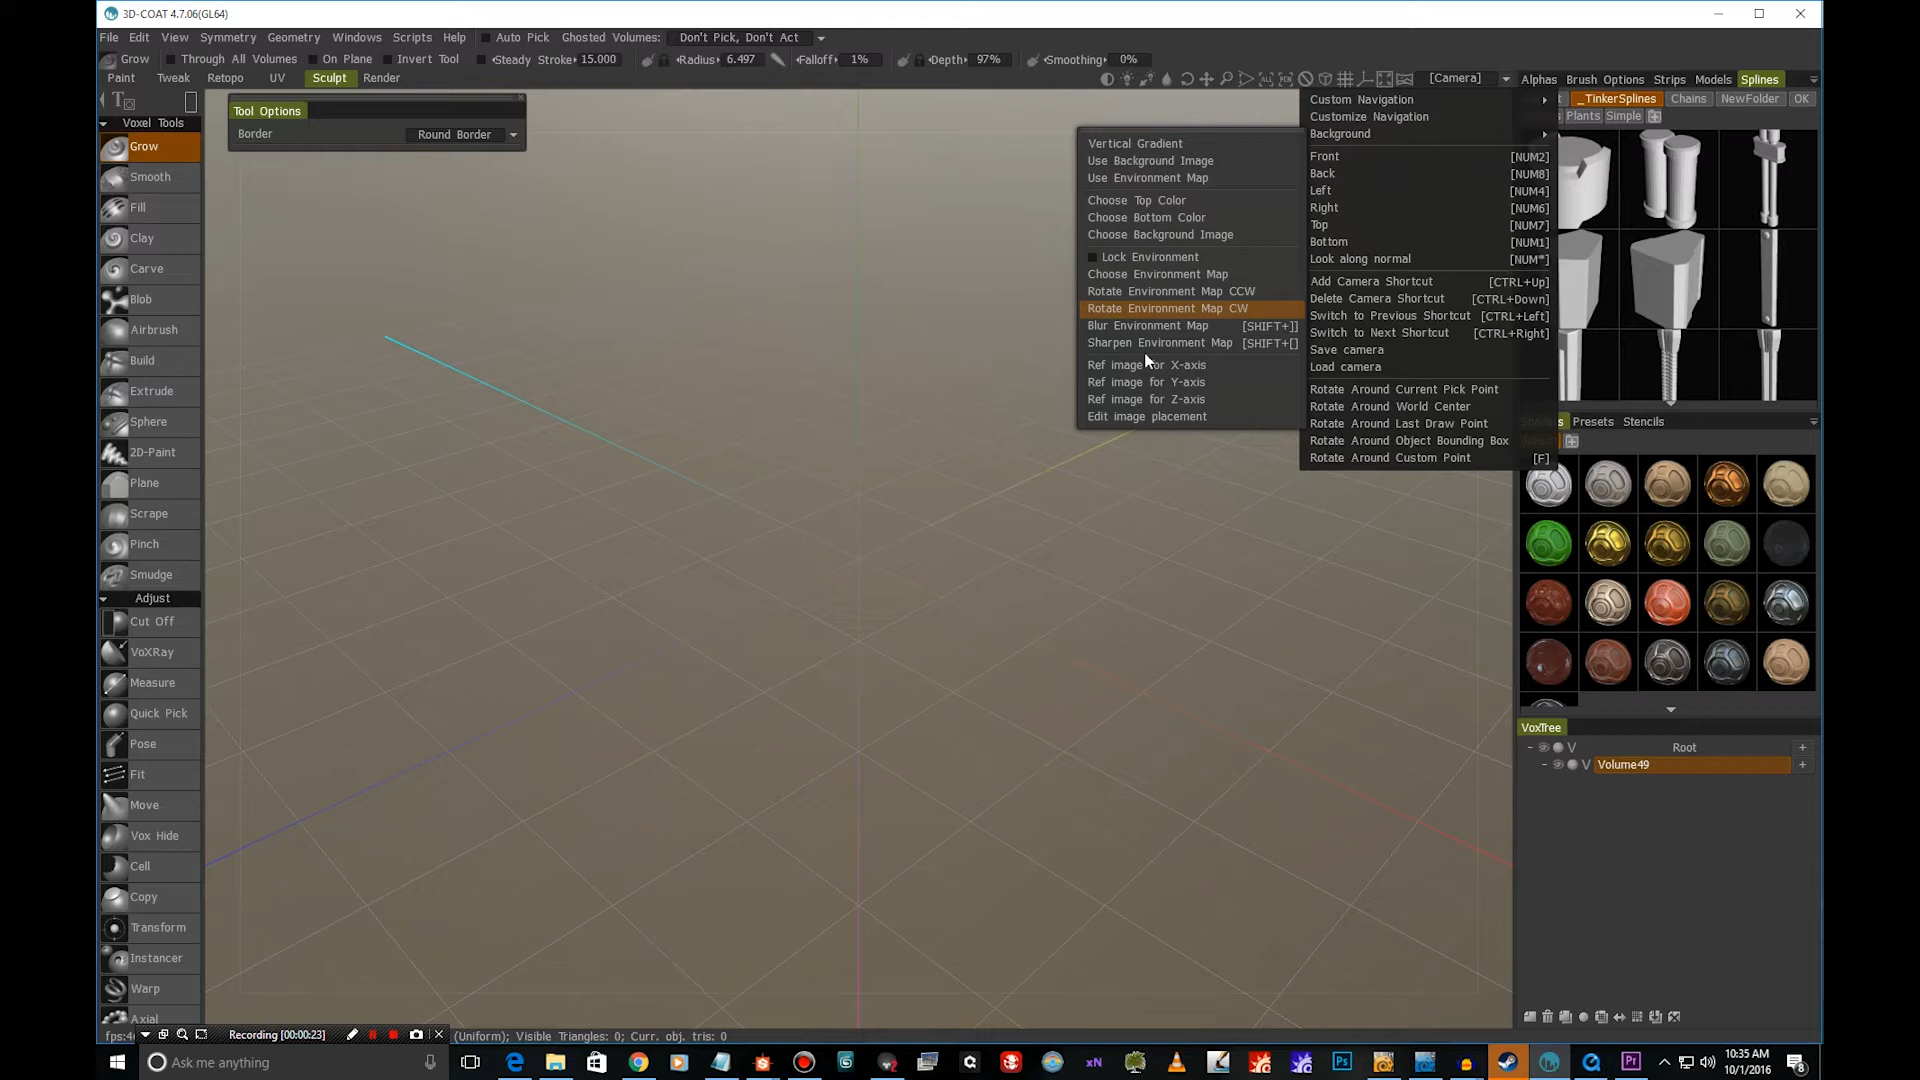 3D-COAT 4.7.06(GL64)
File Edit View Symmetry Geometry Windows Scripts Help Auto Pick Ghosted Volumes: Don't Pick, Don't Act
Grow Through All Volumes On Plane Invert Tool Steady Stroke 15.000 Radius 6.497 Falloff 1% Depth 97% Smoothing 0%
Paint Tweak Retopo UV Sculpt Render [Camera] Alphas Brush Options Strips Models Splines
Tool Options
Border Round Border
Voxel Tools
Grow
Smooth
Fill
Clay
Carve
Blob
Airbrush
Build
Extrude
Sphere
2D-Paint
Plane
Scrape
Pinch
Smudge
Adjust
Cut Off
VoXRay
Measure
Quick Pick
Pose
Fit
Move
Vox Hide
Cell
Copy
Transform
Instancer
Warp
Axial
Vertical Gradient
Use Background Image
Use Environment Map
Choose Top Color
Choose Bottom Color
Choose Background Image
Lock Environment
Choose Environment Map
Rotate Environment Map CCW
Rotate Environment Map CW
Blur Environment Map [SHIFT+]]
Sharpen Environment Map [SHIFT+[]
Ref image for X-axis
Ref image for Y-axis
Ref image for Z-axis
Edit image placement
Custom Navigation
Customize Navigation
Background
Front [NUM2]
Back [NUM8]
Left [NUM4]
Right [NUM6]
Top [NUM7]
Bottom [NUM1]
Look along normal [NUM*]
Add Camera Shortcut [CTRL+Up]
Delete Camera Shortcut [CTRL+Down]
Switch to Previous Shortcut [CTRL+Left]
Switch to Next Shortcut [CTRL+Right]
Save camera
Load camera
Rotate Around Current Pick Point
Rotate Around World Center
Rotate Around Last Draw Point
Rotate Around Object Bounding Box
Rotate Around Custom Point [F]
_TinkerSplines Chains NewFolder OK
Plants Simple
Presets Stencils
VoxTree
V Root +
V Volume49 +
Recording [00:00:23] (Uniform); Visible Triangles: 0; Curr. obj. tris: 0
Ask me anything
10:35 AM
10/1/2016